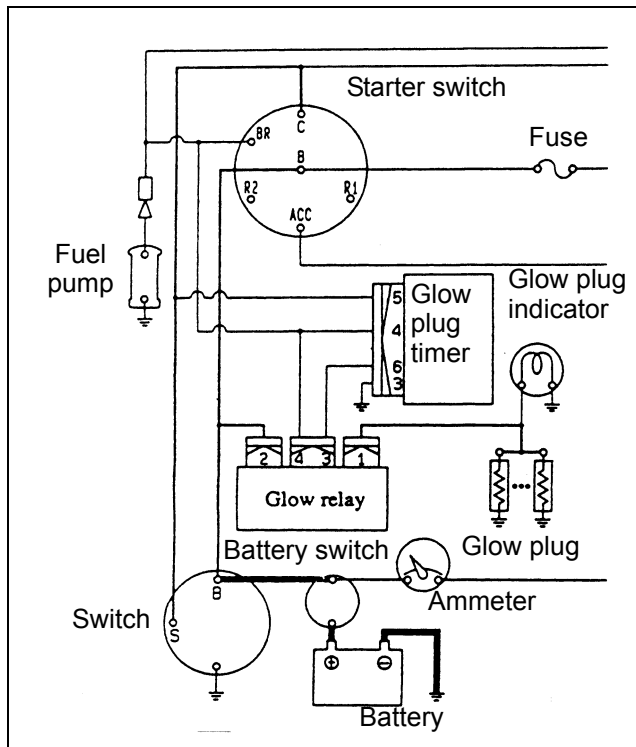 Starter switch
C
BR
Fuse
B
R2
R1
ACC
Fuel
pump
5
Glow
plug
timer
4
6
3
Glow plug
indicator
2
4
3
1
Glow relay
Glow plug
Battery switch
Ammeter
B
Switch
S
+
−
Battery